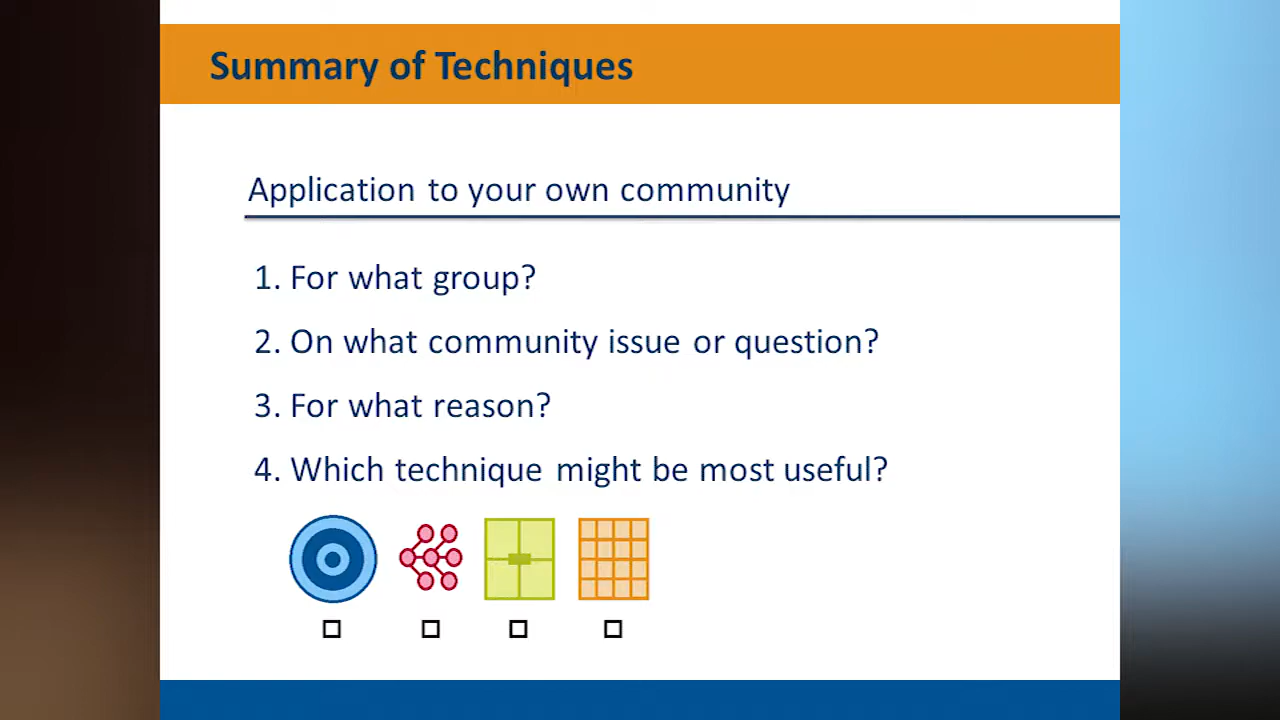 Summary of Techniques
Application to your own community
1. For what group?
2. On what community issue or question?
3. For what reason?
4. Which technique might be most useful?